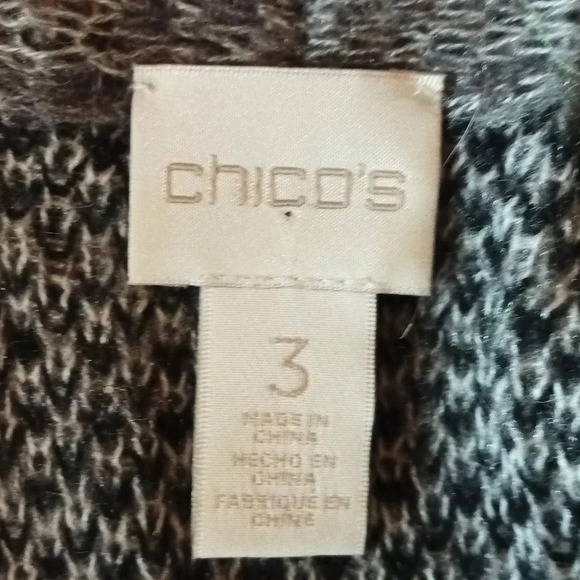 chico's
3
MADE IN
CHINA
HECHO EN
CHINA
FABRIQUE EN
CHINE